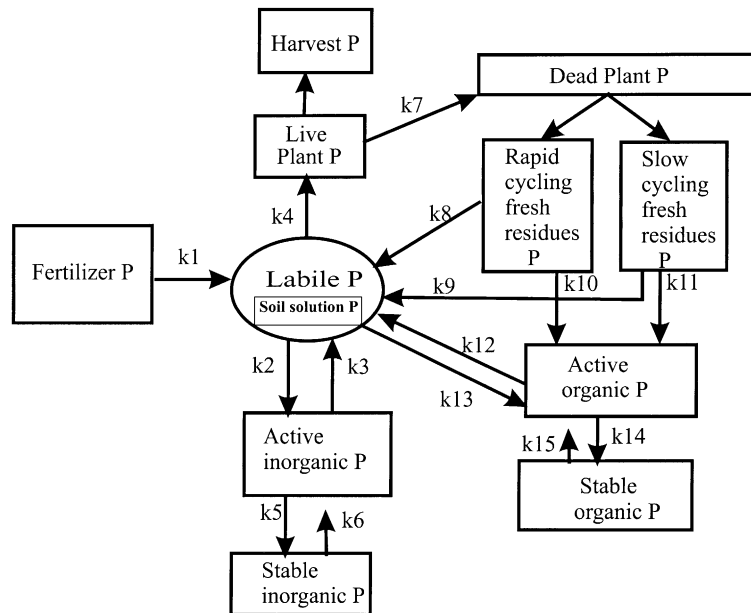 Harvest P
Dead Plant P
k7
Live
Plant P
Rapid
cycling
fresh
residues
P
Slow
cycling
fresh
residues
P
k4
k8
Fertilizer P
k1
Labile P
Soil solution P
k9
k10
k11
k2
k3
k12
k13
Active
organic P
Active
inorganic P
k15
k14
Stable
organic P
k5
k6
Stable
inorganic P